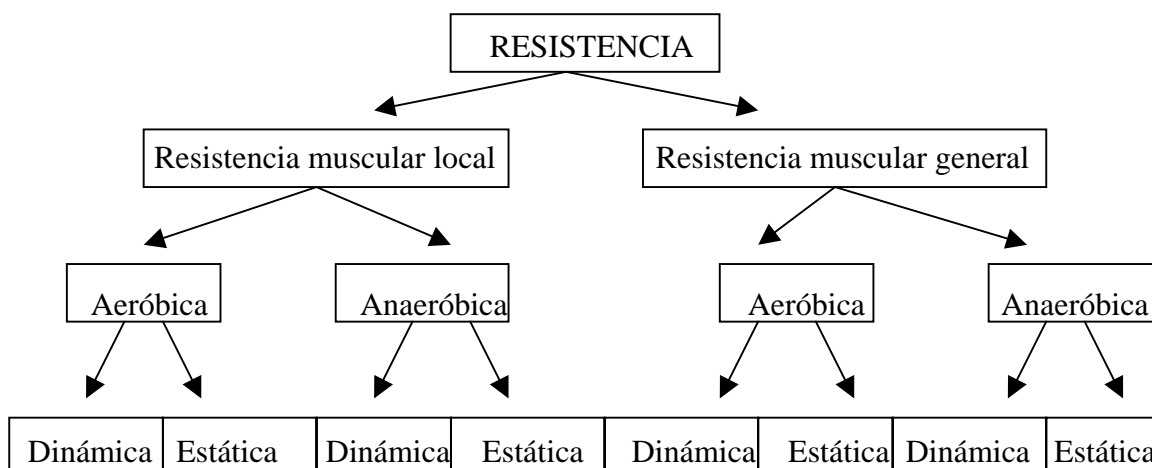 RESISTENCIA
Resistencia muscular local Resistencia muscular general
Aeróbica Anaeróbica Aeróbica Anaeróbica
Dinámica Estática Dinámica Estática Dinámica Estática Dinámica Estática